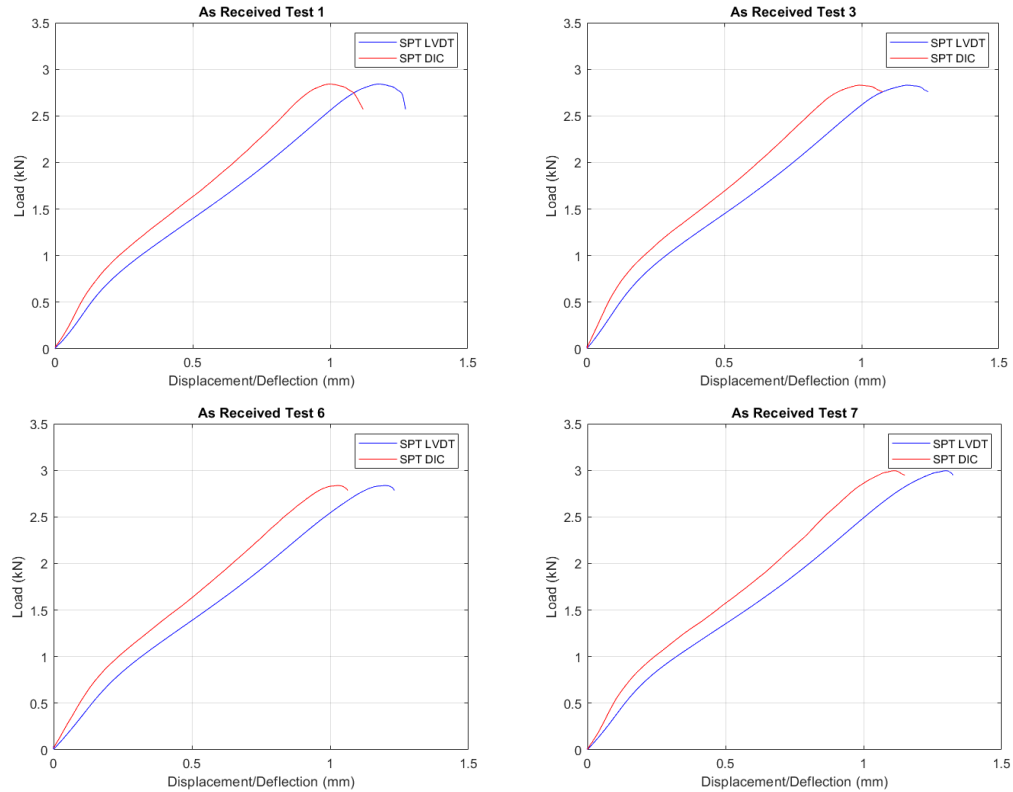 As Received Test 1
SPT LVDT
SPT DIC
Load (kN)
3.5
3
2.5
2
1.5
1
0.5
0
0
0.5
1
1.5
Displacement/Deflection (mm)
As Received Test 3
SPT LVDT
SPT DIC
Load (kN)
3.5
3
2.5
2
1.5
1
0.5
0
0
0.5
1
1.5
Displacement/Deflection (mm)
As Received Test 6
SPT LVDT
SPT DIC
Load (kN)
3.5
3
2.5
2
1.5
1
0.5
0
0
0.5
1
1.5
Displacement/Deflection (mm)
As Received Test 7
SPT LVDT
SPT DIC
Load (kN)
3.5
3
2.5
2
1.5
1
0.5
0
0
0.5
1
1.5
Displacement/Deflection (mm)